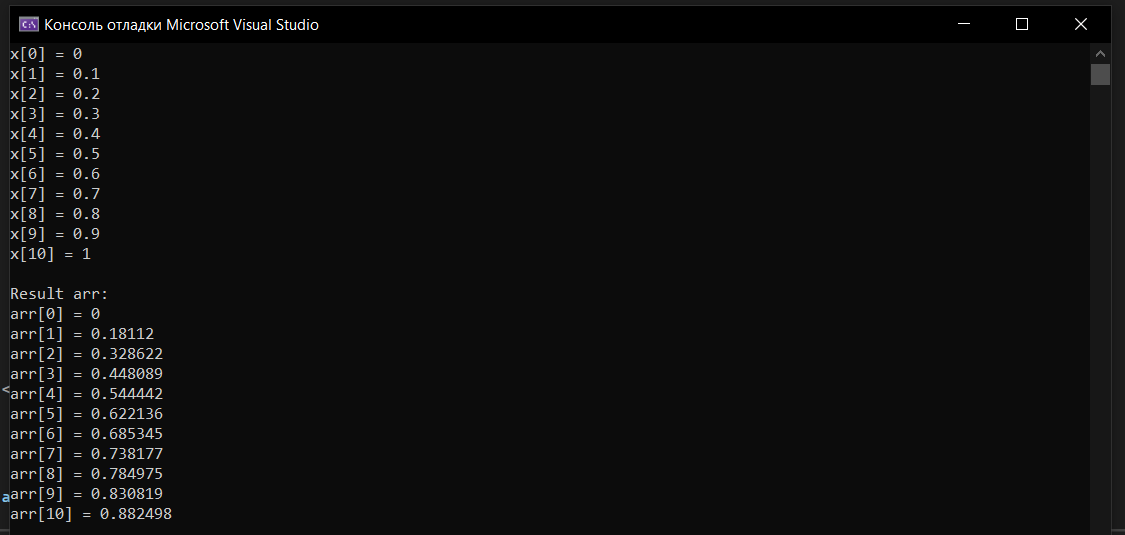 Консоль отладки Microsoft Visual Studio
x[0] = 0
x[1] = 0.1
x[2] = 0.2
x[3] = 0.3
x[4] = 0.4
x[5] = 0.5
x[6] = 0.6
x[7] = 0.7
x[8] = 0.8
x[9] = 0.9
x[10] = 1
Result arr:
arr[0] = 0
arr[1] = 0.18112
arr[2] = 0.328622
arr[3] = 0.448089
arr[4] = 0.544442
arr[5] = 0.622136
arr[6] = 0.685345
arr[7] = 0.738177
arr[8] = 0.784975
arr[9] = 0.830819
arr[10] = 0.882498